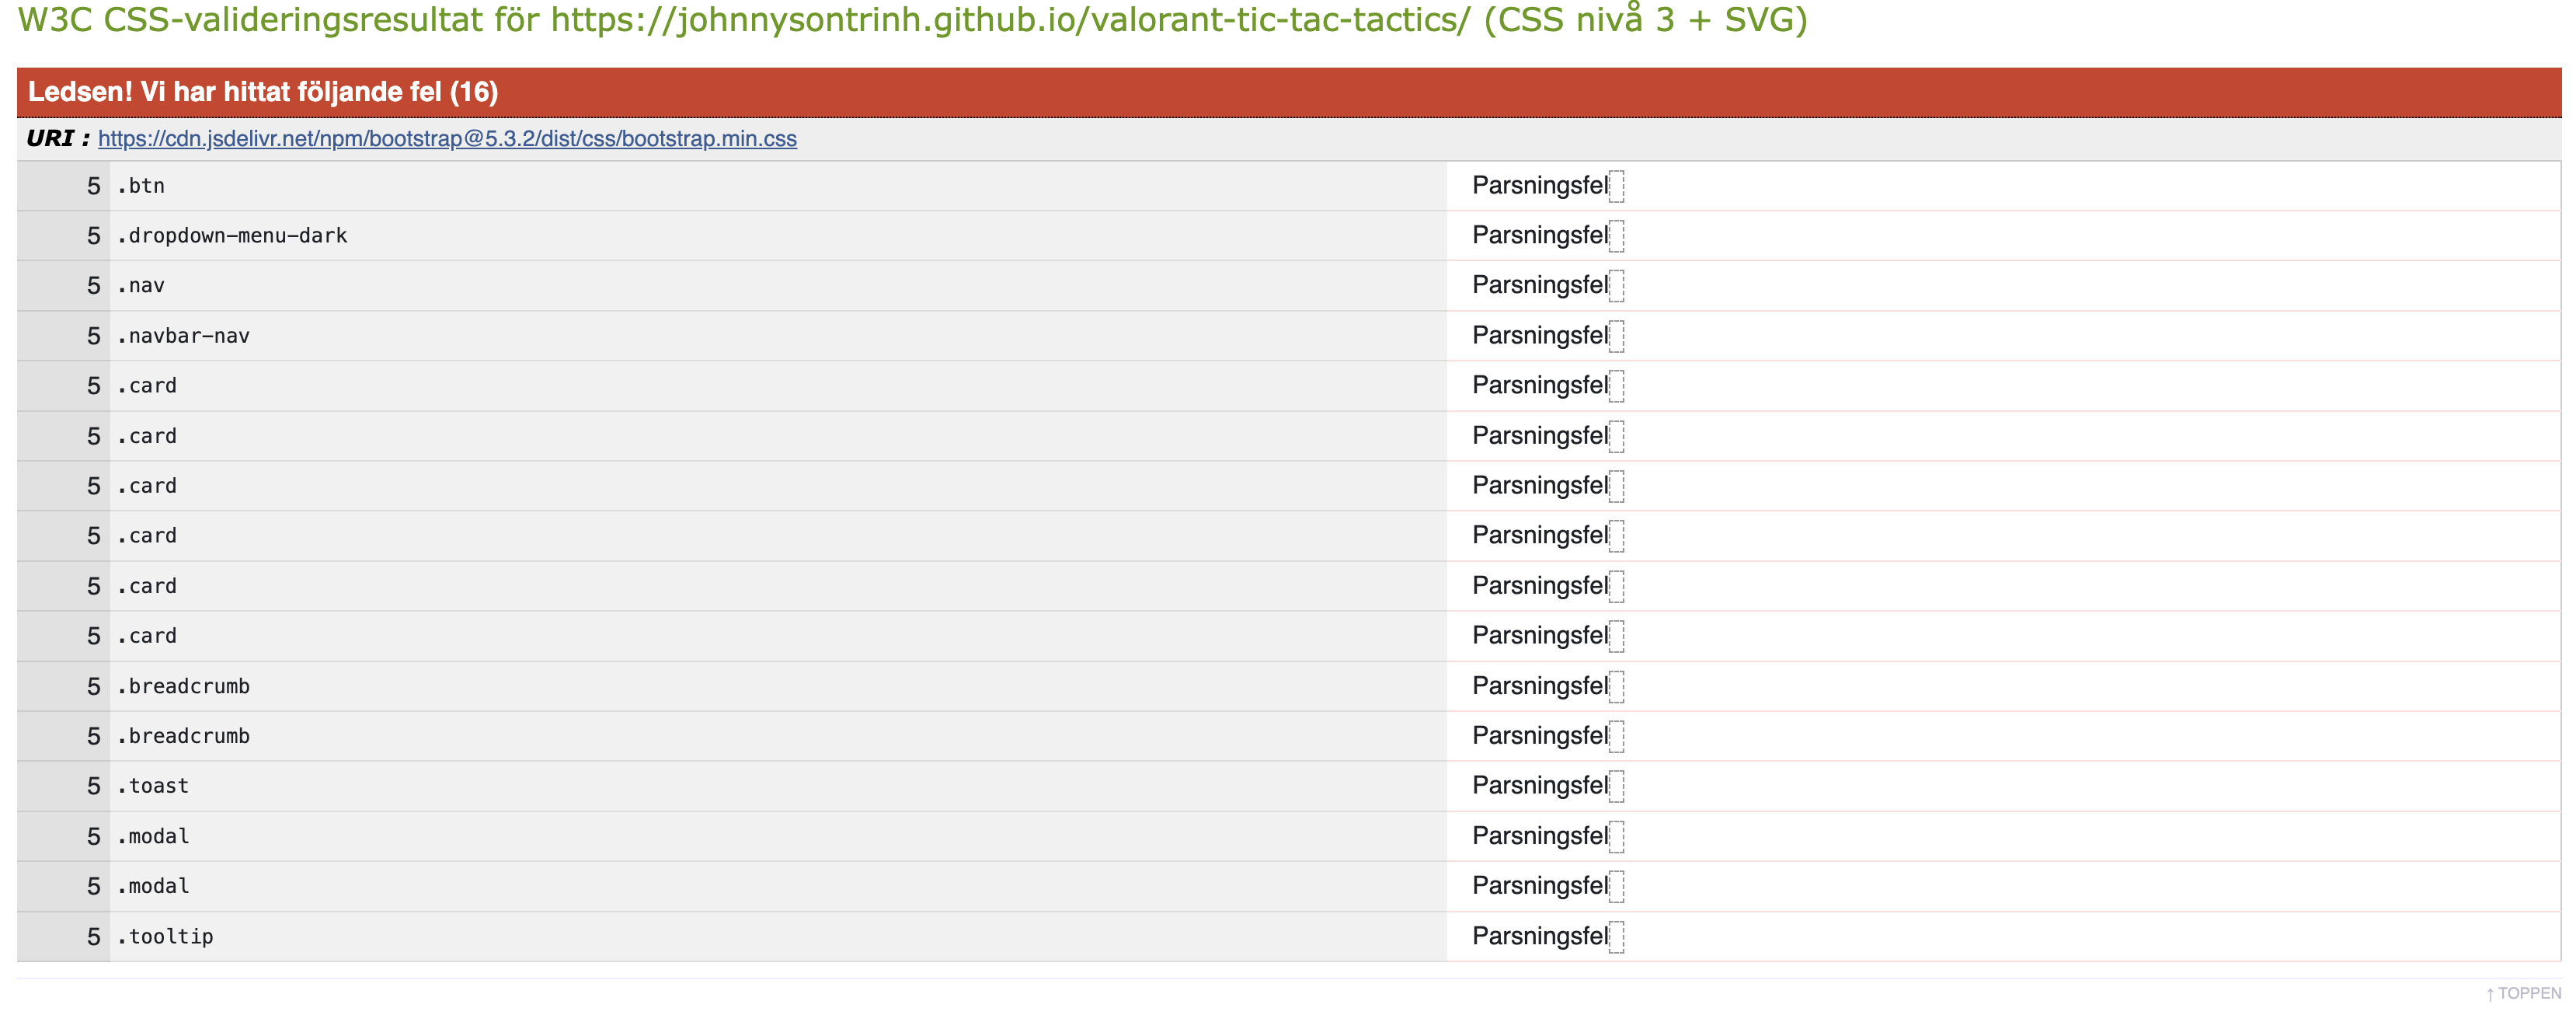 W3C CSS-valideringsresultat för https://johnnysontrinh.github.io/valorant-tic-tac-tactics/ (CSS nivå 3 + SVG)
Ledsen! Vi har hittat följande fel (16)
URI : https://cdn.jsdelivr.net/npm/bootstrap@5.3.2/dist/css/bootstrap.min.css
5 .btn Parsningsfel
5 .dropdown-menu-dark Parsningsfel
5 .nav Parsningsfel
5 .navbar-nav Parsningsfel
5 .card Parsningsfel
5 .card Parsningsfel
5 .card Parsningsfel
5 .card Parsningsfel
5 .card Parsningsfel
5 .card Parsningsfel
5 .breadcrumb Parsningsfel
5 .breadcrumb Parsningsfel
5 .toast Parsningsfel
5 .modal Parsningsfel
5 .modal Parsningsfel
5 .tooltip Parsningsfel
↑ TOPPEN